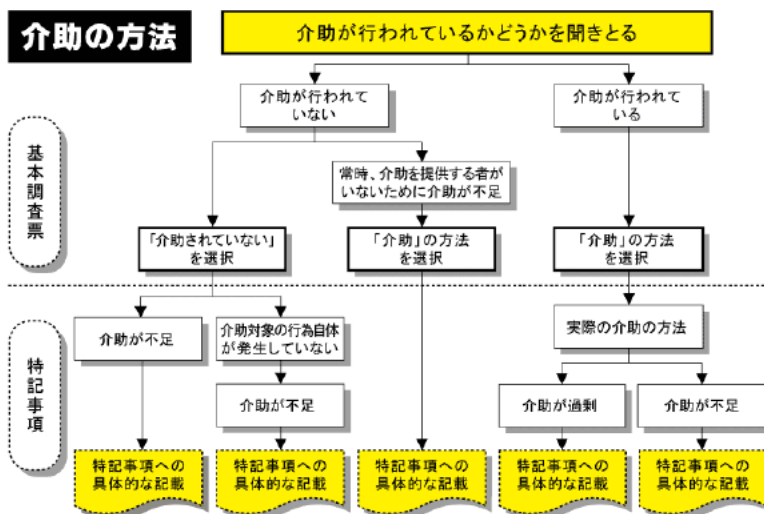 介助の方法
介助が行われているかどうかを聞きとる
介助が行われて
いない
介助が行われて
いる
基本調査票
常時、介助を提供する者が
いないために介助が不足
「介助されていない」
を選択
「介助」の方法
を選択
「介助」の方法
を選択
特記事項
介助が不足
介助対象の行為自体
が発生していない
実際の介助の方法
介助が不足
介助が過剰
介助が不足
特記事項への
具体的な記載
特記事項への
具体的な記載
特記事項への
具体的な記載
特記事項への
具体的な記載
特記事項への
具体的な記載